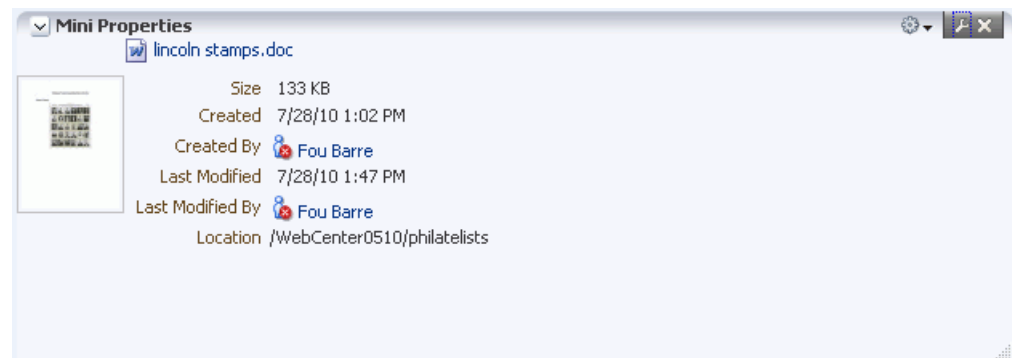 Mini Properties
lincoln stamps.doc
Size 133 KB
Created 7/28/10 1:02 PM
Created By Fou Barre
Last Modified 7/28/10 1:47 PM
Last Modified By Fou Barre
Location /WebCenter0510/philatelists